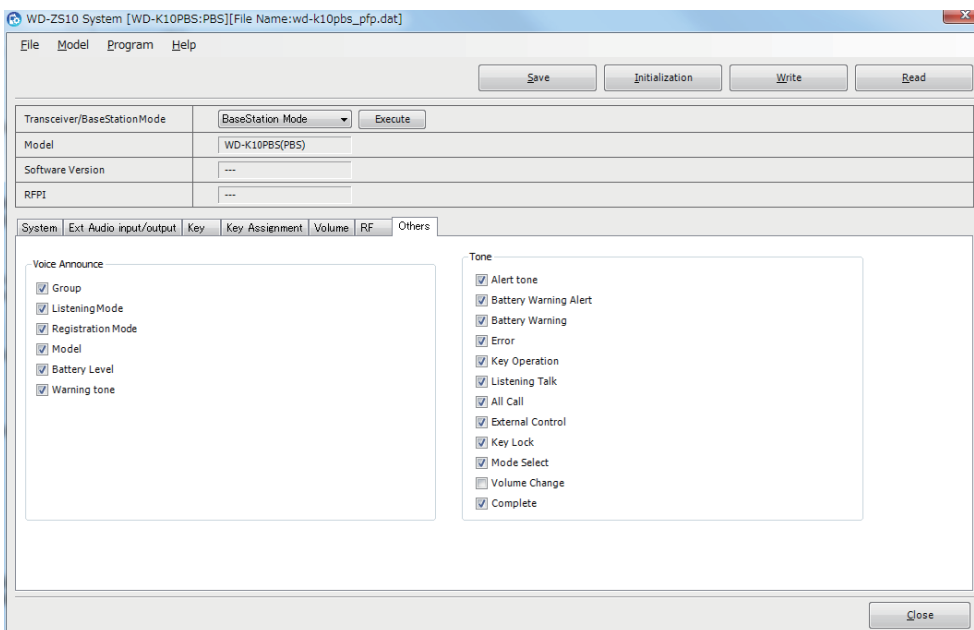 WD-ZS10 System [WD-K10PBS:PBS][File Name:wd-k10pbs_pfp.dat]
File Model Program Help
Save Initialization Write Read
Transceiver/BaseStationMode BaseStation Mode Execute
Model WD-K10PBS(PBS)
Software Version ---
RFPI ---
System Ext Audio input/output Key Key Assignment Volume RF Others
Voice Announce
Group
ListeningMode
Registration Mode
Model
Battery Level
Warning tone
Tone
Alert tone
Battery Warning Alert
Battery Warning
Error
Key Operation
Listening Talk
All Call
External Control
Key Lock
Mode Select
Volume Change
Complete
Close